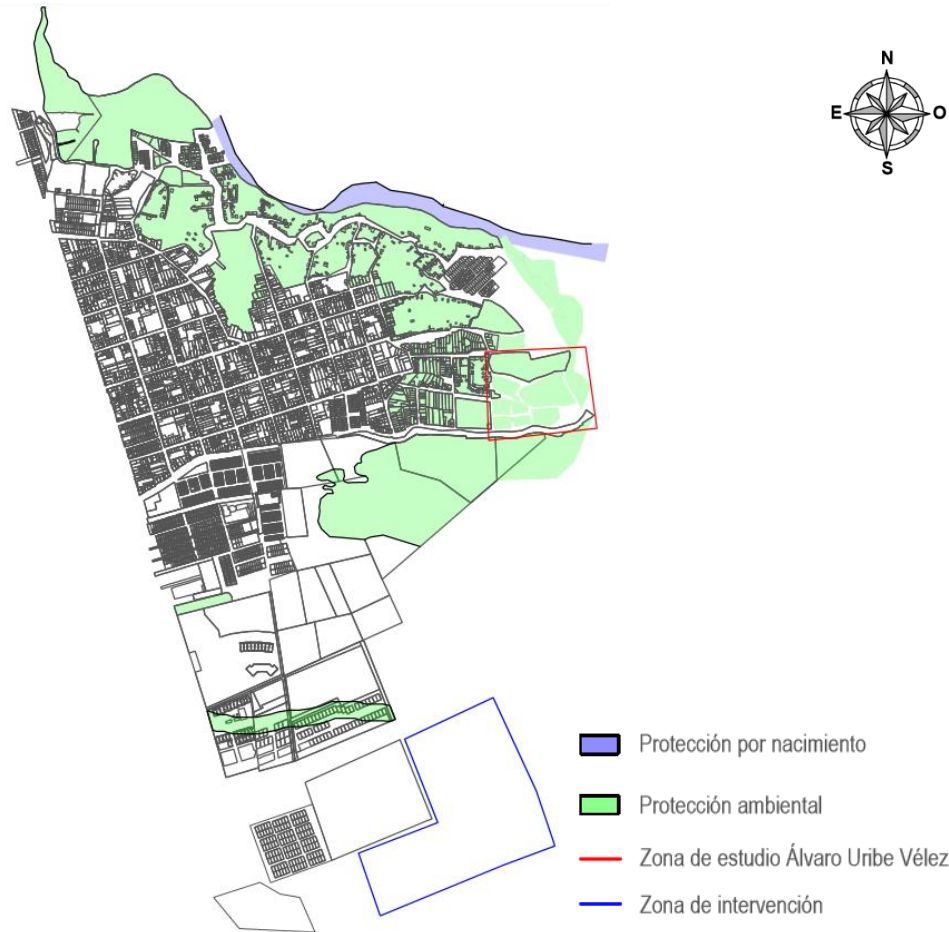 N
E O
S
Protección por nacimiento
Protección ambiental
Zona de estudio Álvaro Uribe Vélez
Zona de intervención